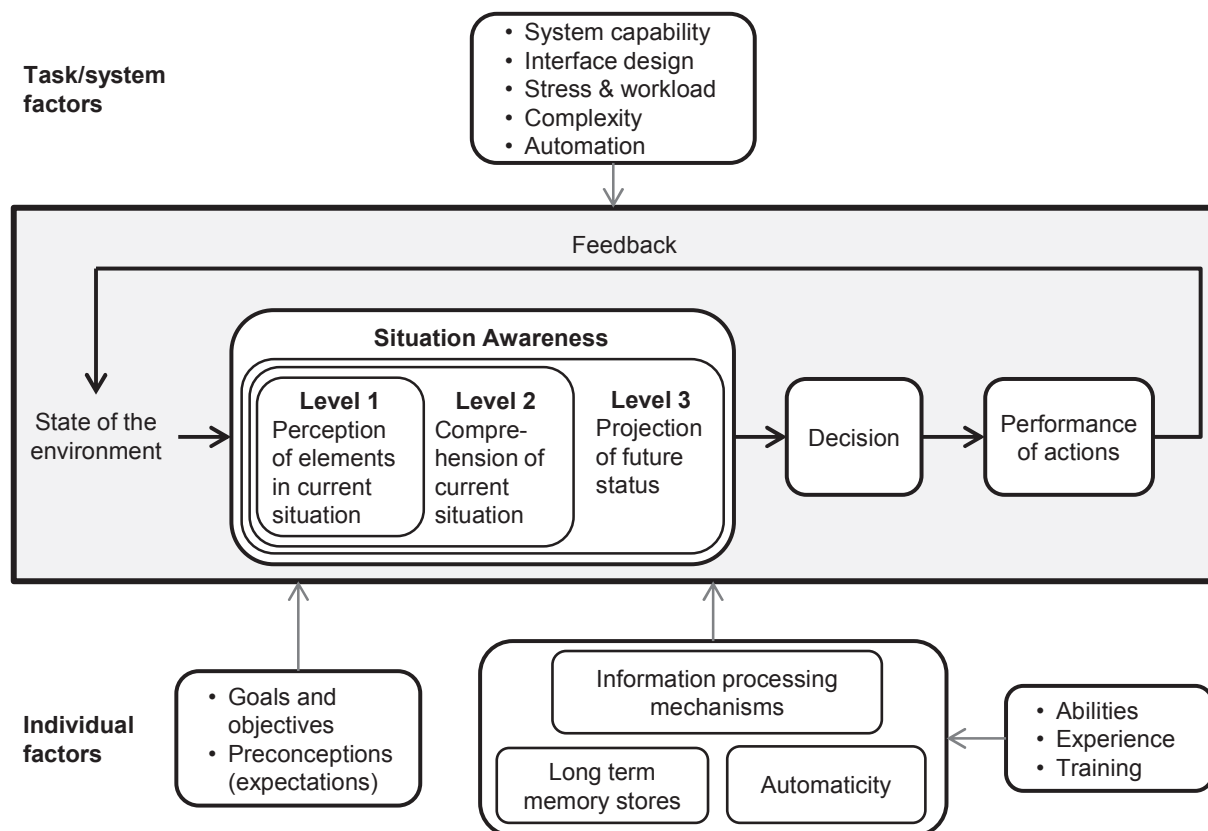 Task/system
factors
• System capability
• Interface design
• Stress & workload
• Complexity
• Automation
Feedback
Situation Awareness
State of the
environment
Level 1
Perception
of elements
in current
situation
Level 2
Compre-
hension of
current
situation
Level 3
Projection
of future
status
Decision
Performance
of actions
Individual
factors
• Goals and
objectives
• Preconceptions
(expectations)
Information processing
mechanisms
Long term
memory stores
Automaticity
• Abilities
• Experience
• Training